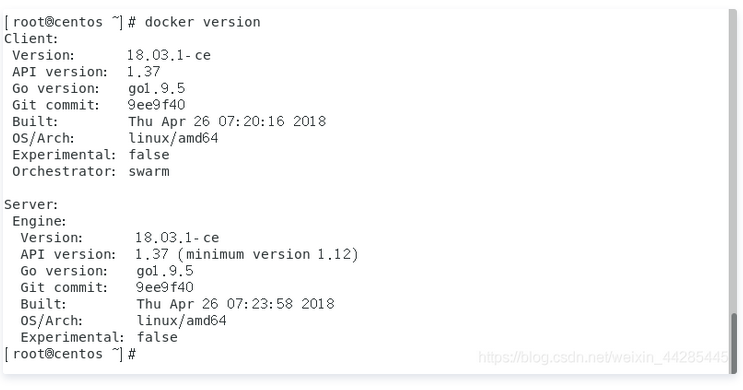 [root@centos ~]# docker version
Client:
 Version:      18.03.1-ce
 API version:  1.37
 Go version:   go1.9.5
 Git commit:   9ee9f40
 Built:        Thu Apr 26 07:20:16 2018
 OS/Arch:      linux/amd64
 Experimental: false
 Orchestrator: swarm

Server:
 Engine:
  Version:      18.03.1-ce
  API version:  1.37 (minimum version 1.12)
  Go version:   go1.9.5
  Git commit:   9ee9f40
  Built:        Thu Apr 26 07:23:58 2018
  OS/Arch:      linux/amd64
  Experimental: false
[root@centos ~]#
https://blog.csdn.net/weixin_44285445